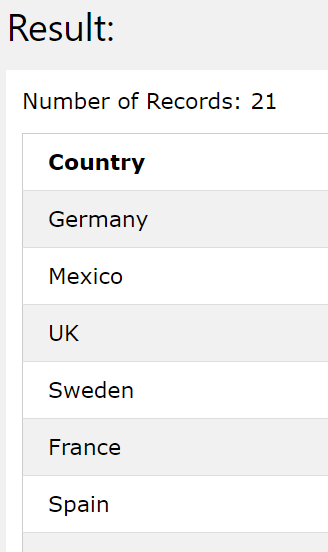 Result:
Number of Records: 21
Country
Germany
Mexico
UK
Sweden
France
Spain